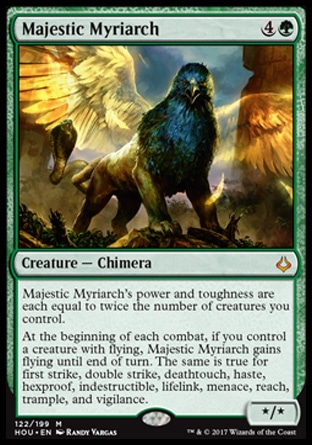 Majestic Myriarch 4
Creature — Chimera
Majestic Myriarch's power and toughness are
each equal to twice the number of creatures you
control.
At the beginning of each combat, if you control
a creature with flying, Majestic Myriarch gains
flying until end of turn. The same is true for
first strike, double strike, deathtouch, haste,
hexproof, indestructible, lifelink, menace, reach,
trample, and vigilance.
*/*
122/199 M
HOU • EN RANDY VARGAS
™ & © 2017 Wizards of the Coast